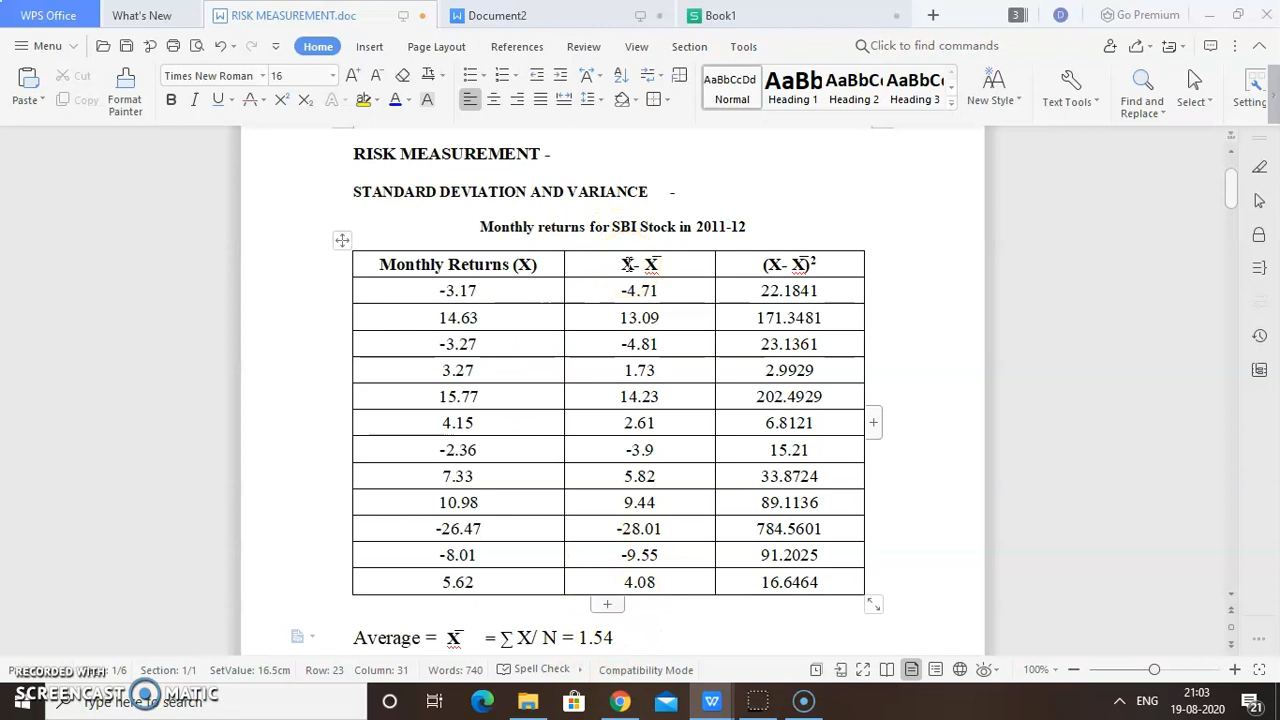 WPS Office What's New RISK MEASUREMENT.doc Document2 Book1 3 D Go Premium
Menu Home Insert Page Layout References Review View Section Tools Click to find commands
Paste Cut Copy Format Painter Times New Roman 16 AaBbCcDd Normal AaBb Heading 1 AaBbC Heading 2 AaBbC Heading 3 New Style Text Tools Find and Replace Select Setting
RISK MEASUREMENT -
STANDARD DEVIATION AND VARIANCE -
Monthly returns for SBI Stock in 2011-12
Monthly Returns (X) X- X̅ (X- X̅)²
-3.17 -4.71 22.1841
14.63 13.09 171.3481
-3.27 -4.81 23.1361
3.27 1.73 2.9929
15.77 14.23 202.4929
4.15 2.61 6.8121
-2.36 -3.9 15.21
7.33 5.82 33.8724
10.98 9.44 89.1136
-26.47 -28.01 784.5601
-8.01 -9.55 91.2025
5.62 4.08 16.6464
Average = X̅ = ∑ X/ N = 1.54
1/6 Section: 1/1 SetValue: 16.5cm Row: 23 Column: 31 Words: 740 Spell Check Compatibility Mode 100%
RECORDED WITH
SCREENCAST MATIC
Type here to search
ENG 21:03
19-08-2020 21